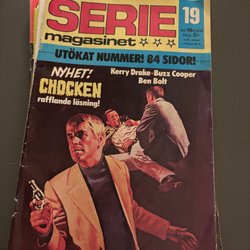 SERIE
magasinet
19
UTÖKAT NUMMER! 84 SIDOR!
NYHET!
CHOCKEN
rafflande läsning!
Kerry Drake · Buzz Cooper
Ben Bolt